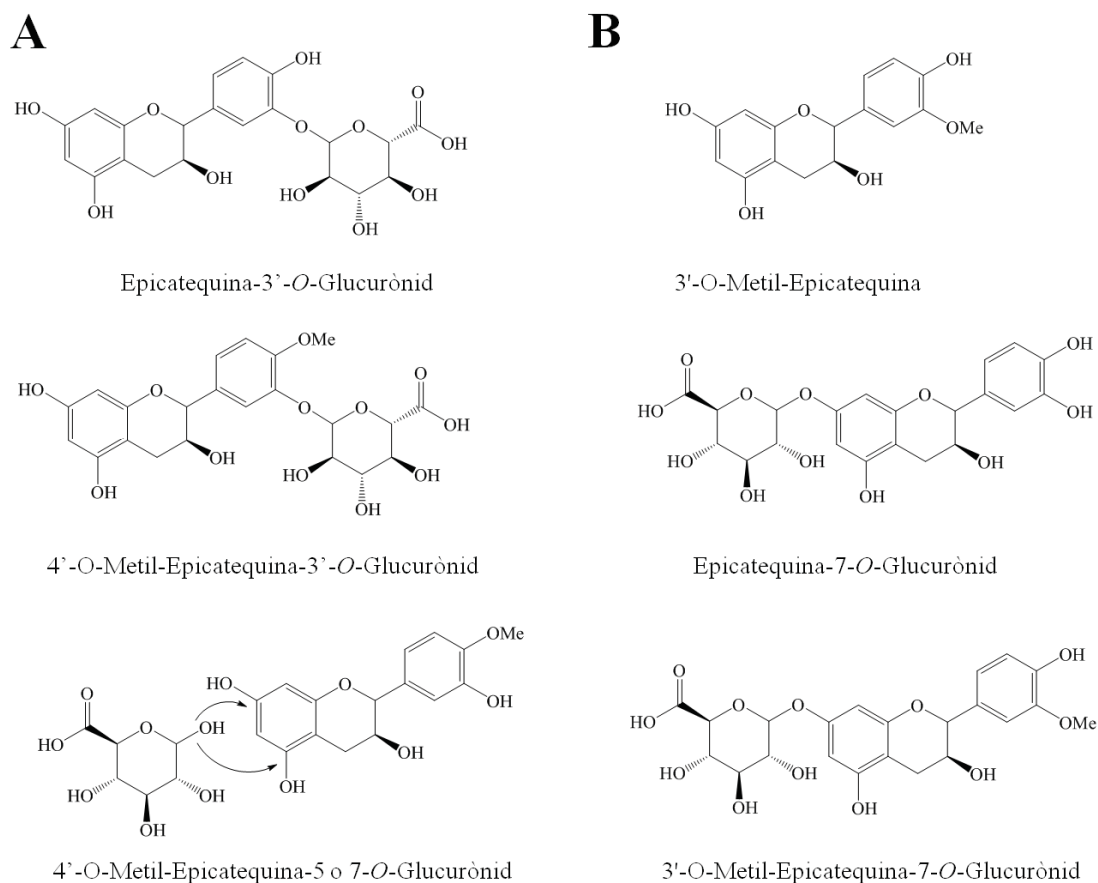 A
B
OH
HO
O
O
O
O
OH
OH
HO
OH
OH
OH
Epicatequina-3’-O-Glucurònid
OH
HO
O
OMe
OH
OH
3'-O-Metil-Epicatequina
OMe
HO
O
O
O
O
OH
OH
HO
OH
OH
OH
4’-O-Metil-Epicatequina-3’-O-Glucurònid
OH
O
O
O
O
OH
HO
HO
OH
OH
OH
OH
Epicatequina-7-O-Glucurònid
OMe
O
HO
O
OH
O
OH
HO
OH
HO
OH
OH
OH
4’-O-Metil-Epicatequina-5 o 7-O-Glucurònid
OH
O
O
O
O
OMe
HO
HO
OH
OH
OH
OH
3'-O-Metil-Epicatequina-7-O-Glucurònid